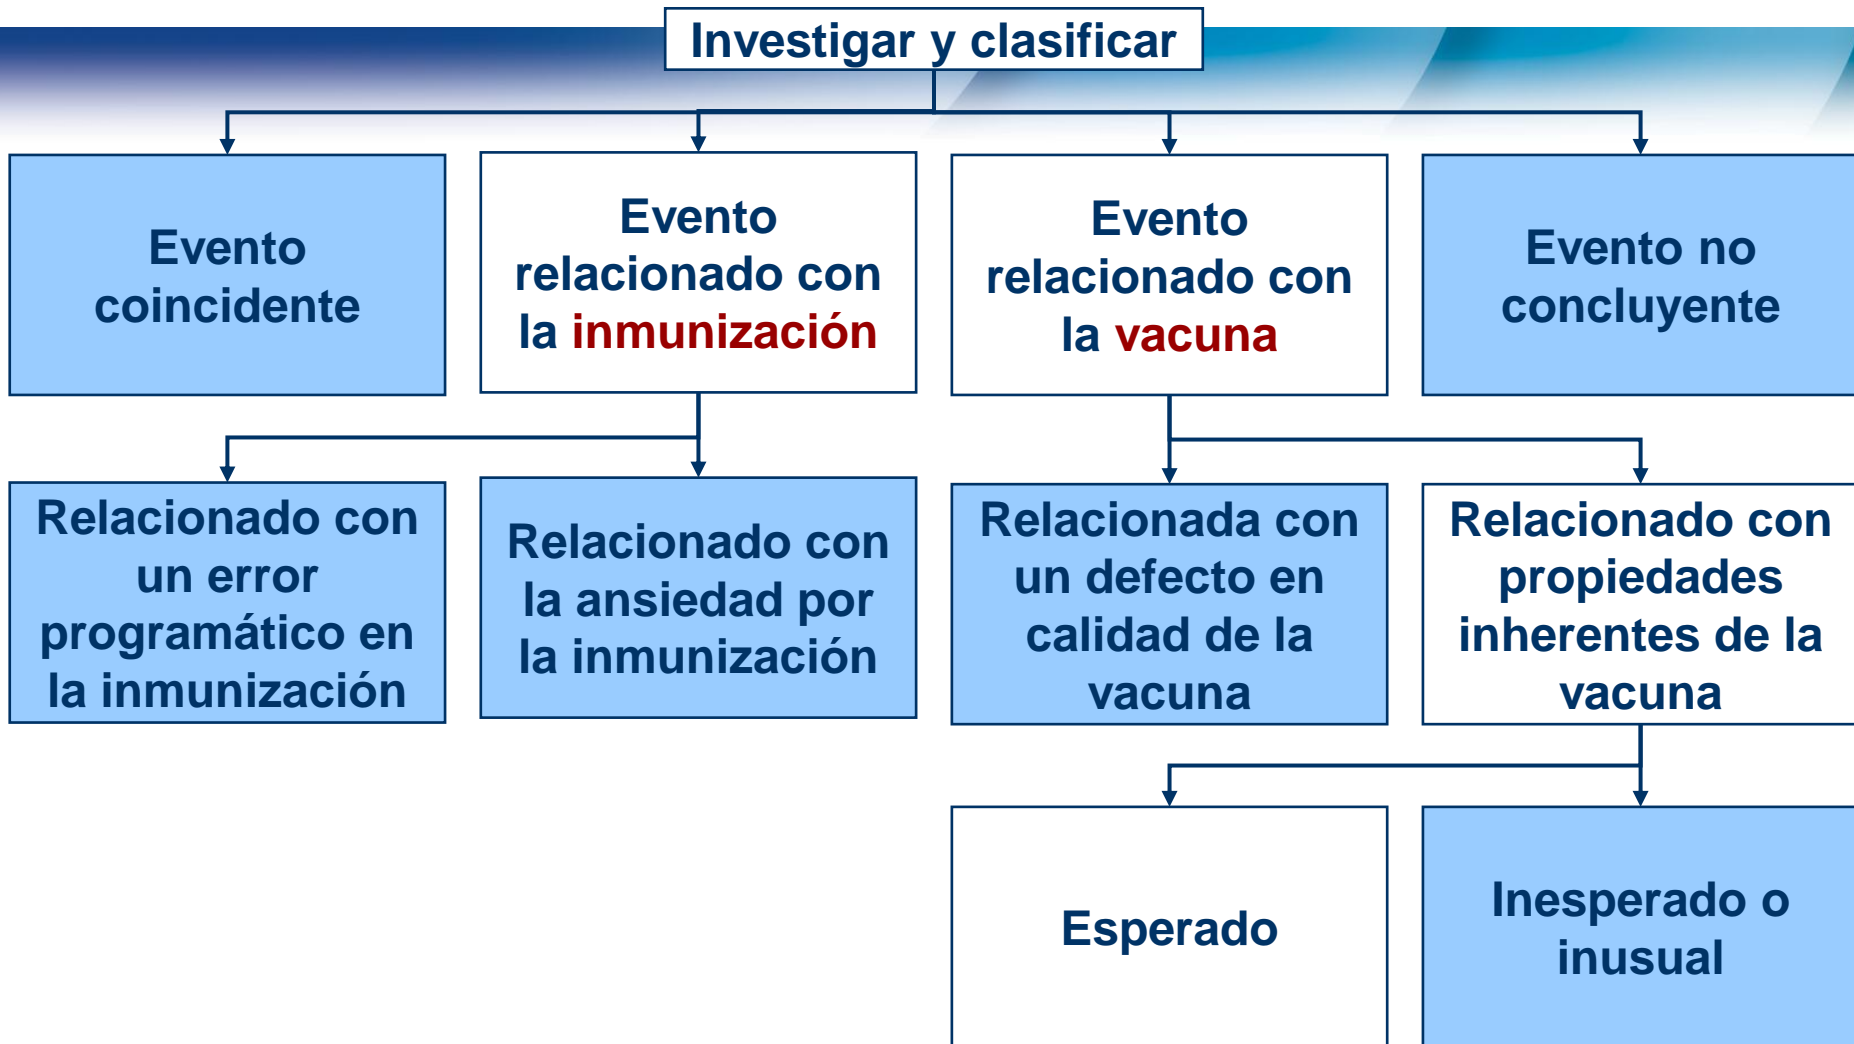 Investigar y clasificar
Evento
coincidente
Evento
relacionado con
la inmunización
Evento
relacionado con
la vacuna
Evento no
concluyente
Relacionado con
un error
programático en
la inmunización
Relacionado con
la ansiedad por
la inmunización
Relacionada con
un defecto en
calidad de la
vacuna
Relacionado con
propiedades
inherentes de la
vacuna
Esperado
Inesperado o
inusual